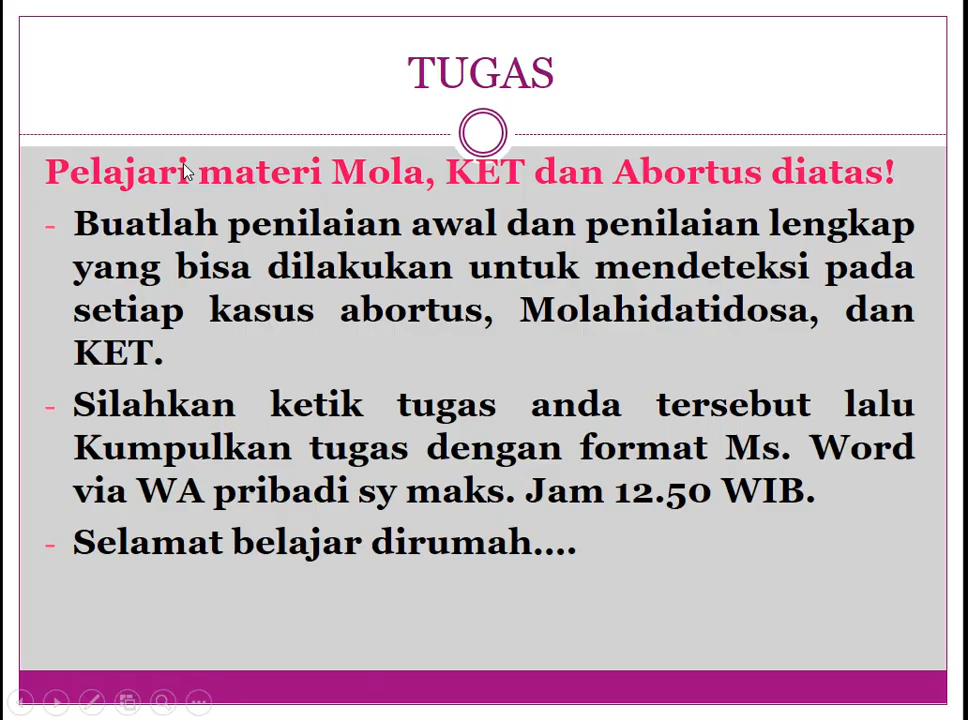 TUGAS
Pelajari materi Mola, KET dan Abortus diatas!
- Buatlah penilaian awal dan penilaian lengkap
yang bisa dilakukan untuk mendeteksi pada
setiap kasus abortus, Molahidatidosa, dan
KET.
- Silahkan ketik tugas anda tersebut lalu
Kumpulkan tugas dengan format Ms. Word
via WA pribadi sy maks. Jam 12.50 WIB.
- Selamat belajar dirumah....